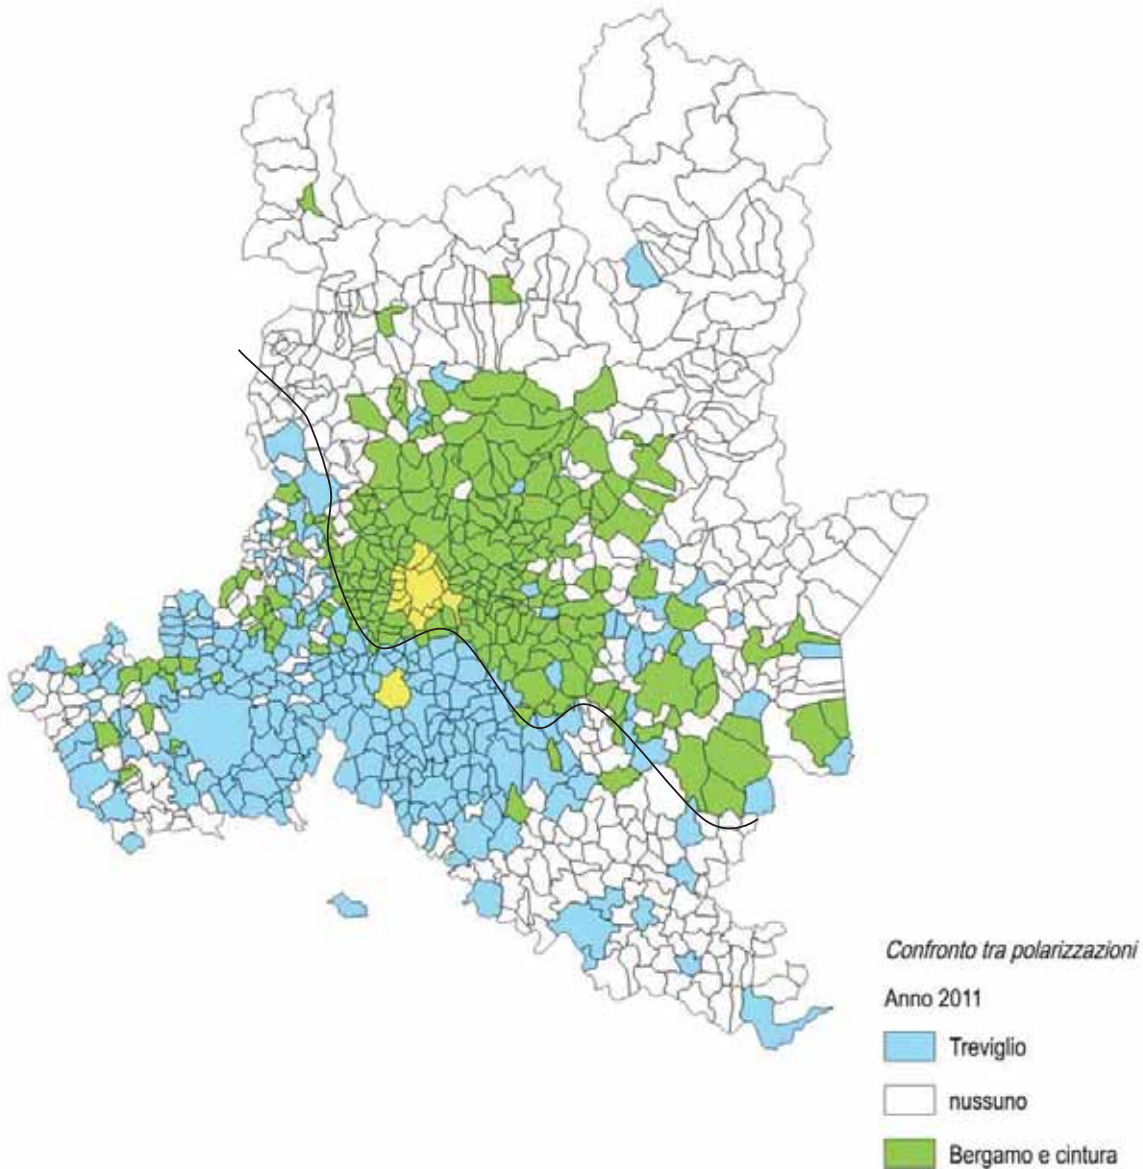 Confronto tra polarizzazioni
Anno 2011
Treviglio
nussuno
Bergamo e cintura